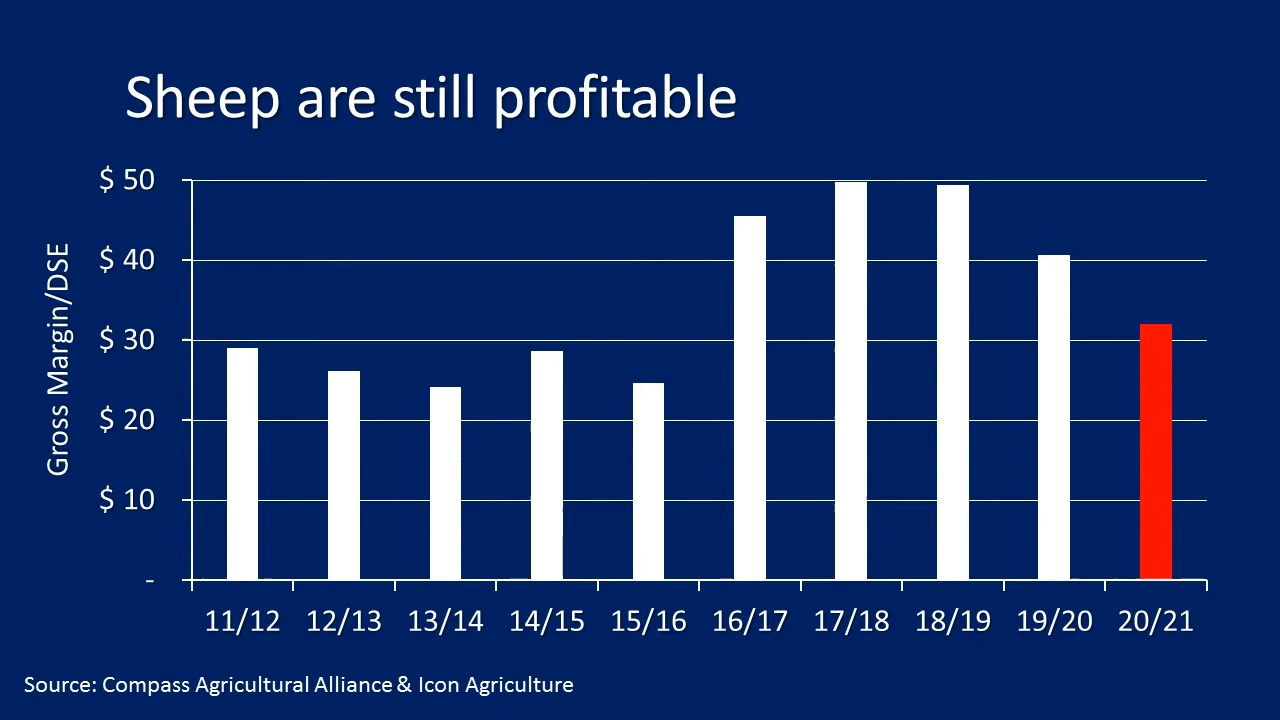 Sheep are still profitable
Gross Margin/DSE
$ 50
$ 40
$ 30
$ 20
$ 10
-
11/12 12/13 13/14 14/15 15/16 16/17 17/18 18/19 19/20 20/21
Source: Compass Agricultural Alliance & Icon Agriculture